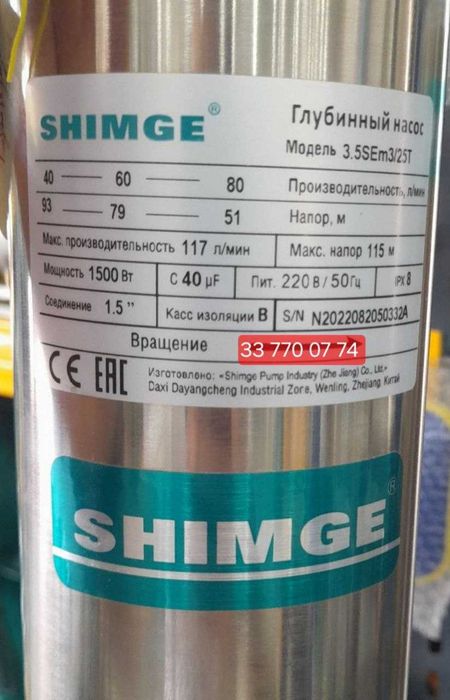 SHIMGE®
Глубинный насос
Модель 3.5SEm3/25T
40 — 60 — 80 Производительность, л/мин
93 — 79 — 51 Напор, м
Макс. производительность 117 л/мин Макс. напор 115 м
Мощность 1500 Вт C 40 µF Пит. 220 В / 50 Гц IPX 8
Соединение 1.5" Касс изоляции B S/N N2022082050332A
Вращение 33 770 07 74
CE EAC Изготовлено: «Shimge Pump Industry (Zhe Jiang) Co., Ltd.»
Daxi Dayangcheng Industrial Zore, Wenling, Zhejiang, Китай
SHIMGE®